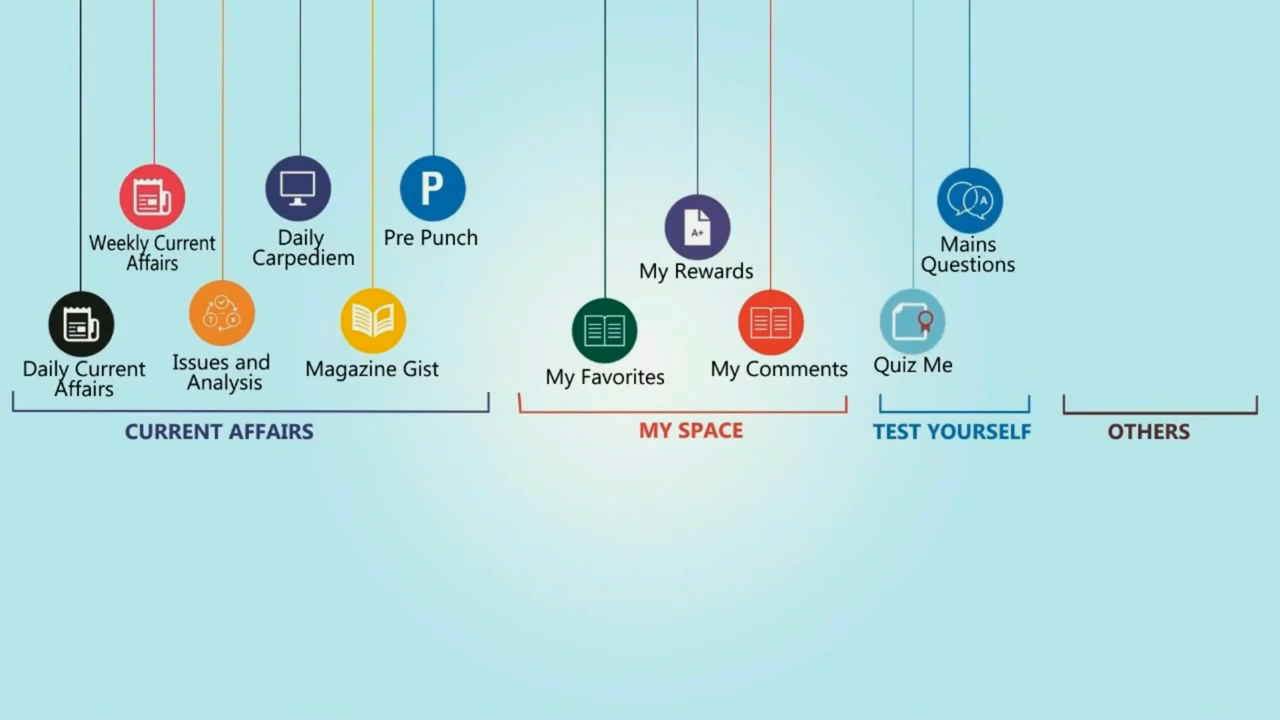 Weekly Current
Affairs
Daily
Carpediem
P
Pre Punch
Daily Current
Affairs
Issues and
Analysis
Magazine Gist
CURRENT AFFAIRS
A+
My Rewards
My Favorites
My Comments
MY SPACE
A
Mains
Questions
Quiz Me
TEST YOURSELF
OTHERS